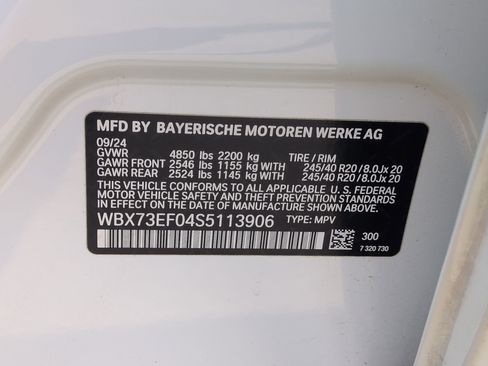 MFD BY BAYERISCHE MOTOREN WERKE AG
09/24
GVWR 4850 lbs 2200 kg TIRE / RIM
GAWR FRONT 2546 lbs 1155 kg WITH 245/40 R20 / 8.0Jx 20
GAWR REAR 2524 lbs 1145 kg WITH 245/40 R20 / 8.0Jx 20
THIS VEHICLE CONFORMS TO ALL APPLICABLE U. S. FEDERAL
MOTOR VEHICLE SAFETY AND THEFT PREVENTION STANDARDS
IN EFFECT ON THE DATE OF MANUFACTURE SHOWN ABOVE.
WBX73EF04S5113906 TYPE: MPV
300
7 320 730